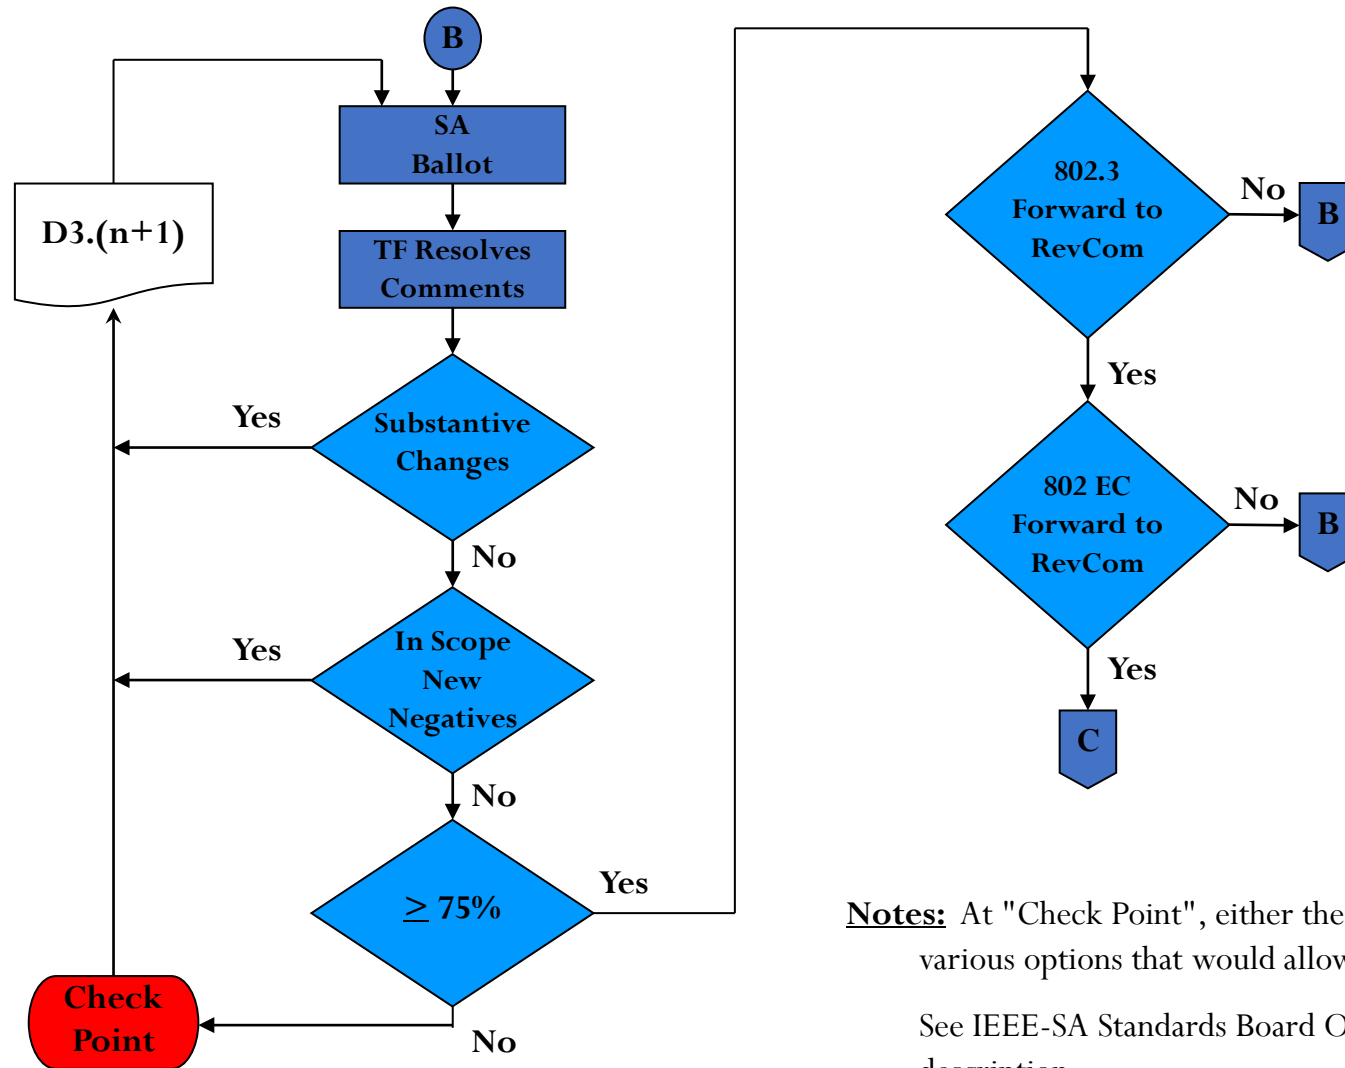 B
SA
Ballot
D3.(n+1)
TF Resolves
Comments
Yes
Substantive
Changes
No
Yes
In Scope
New
Negatives
No
≥ 75%
Yes
No
Check
Point
802.3
Forward to
RevCom
No
B
Yes
802 EC
Forward to
RevCom
No
B
Yes
C
Notes: At "Check Point", either the
various options that would allow
See IEEE-SA Standards Board O
description